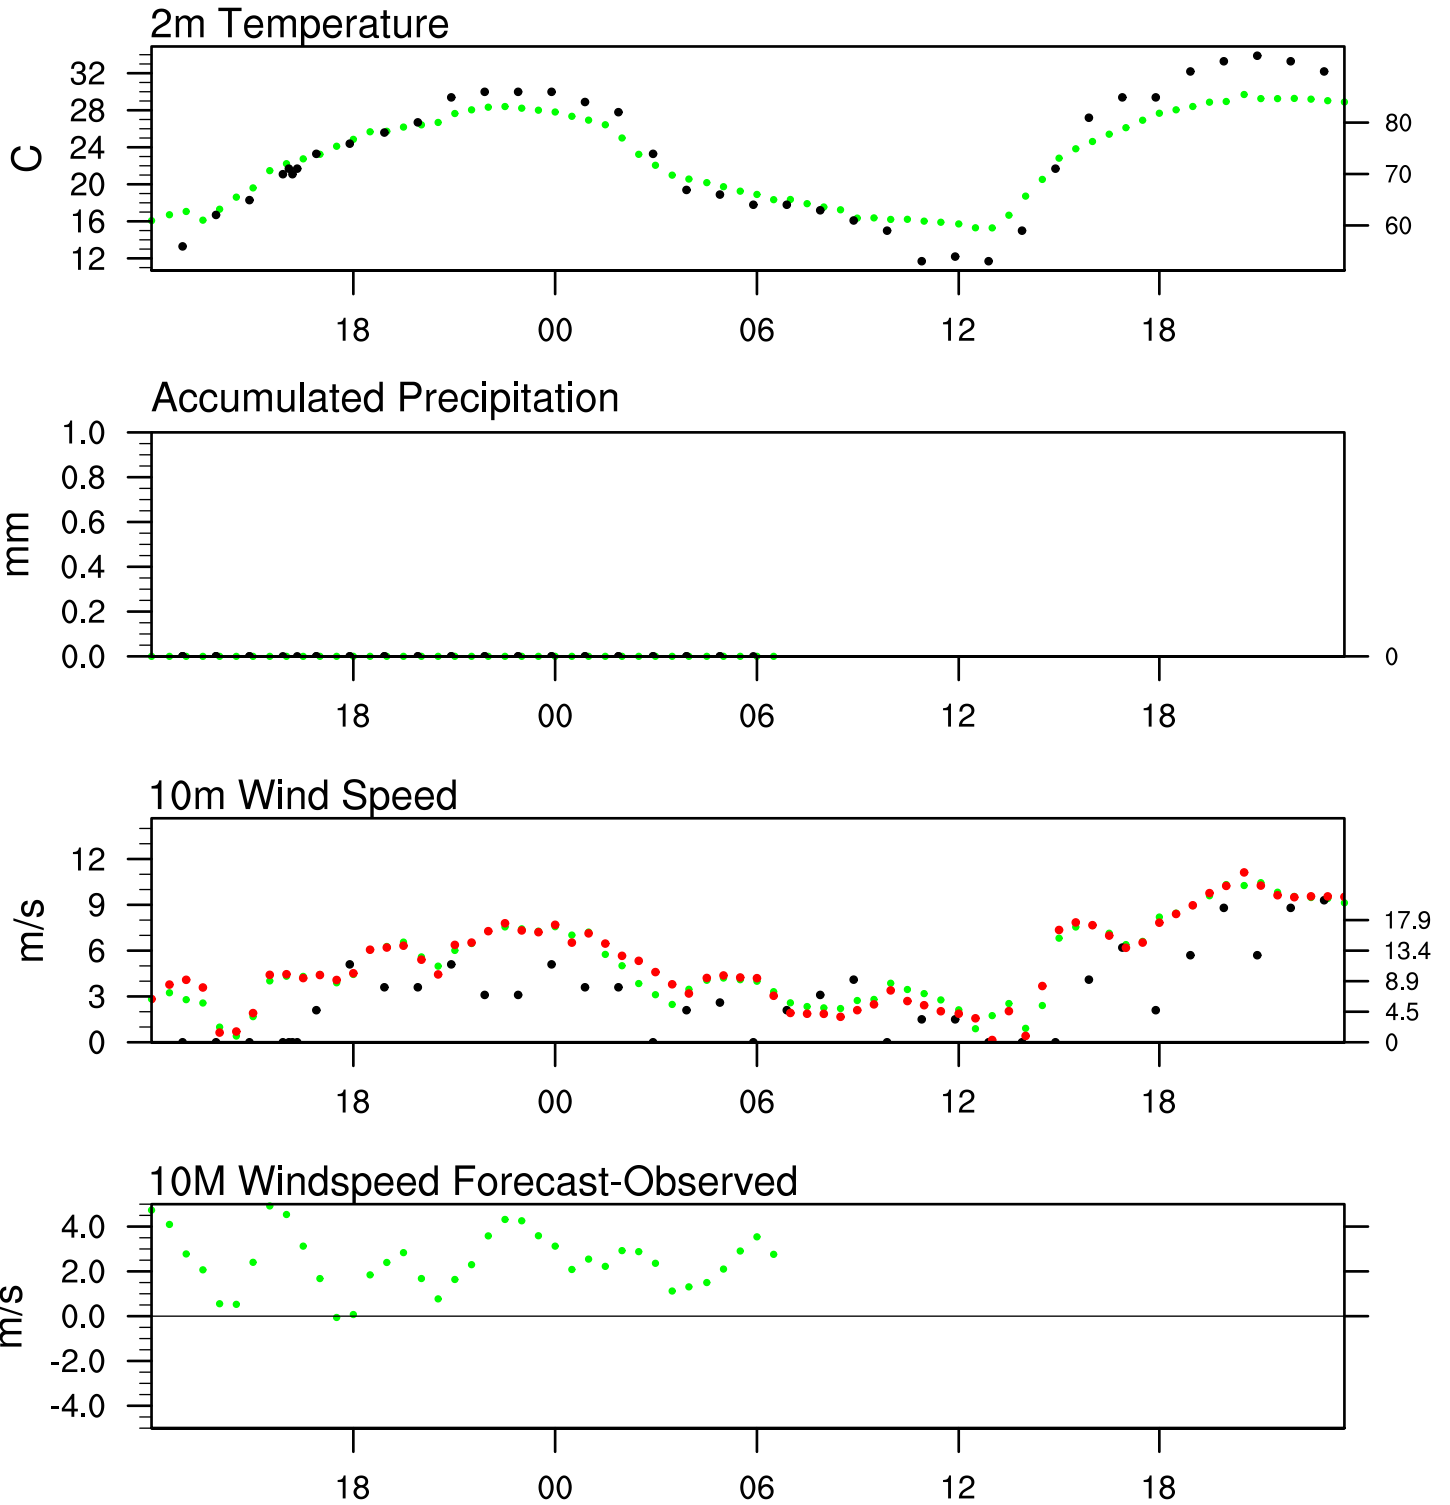 2m Temperature
32
28
24
20
16
12
C
80
70
60
18 00 06 12 18
Accumulated Precipitation
1.0
0.8
0.6
0.4
0.2
0.0
mm
0
18 00 06 12 18
10m Wind Speed
12
9
6
3
0
m/s
17.9
13.4
8.9
4.5
0
18 00 06 12 18
10M Windspeed Forecast-Observed
4.0
2.0
0.0
-2.0
-4.0
m/s
18 00 06 12 18